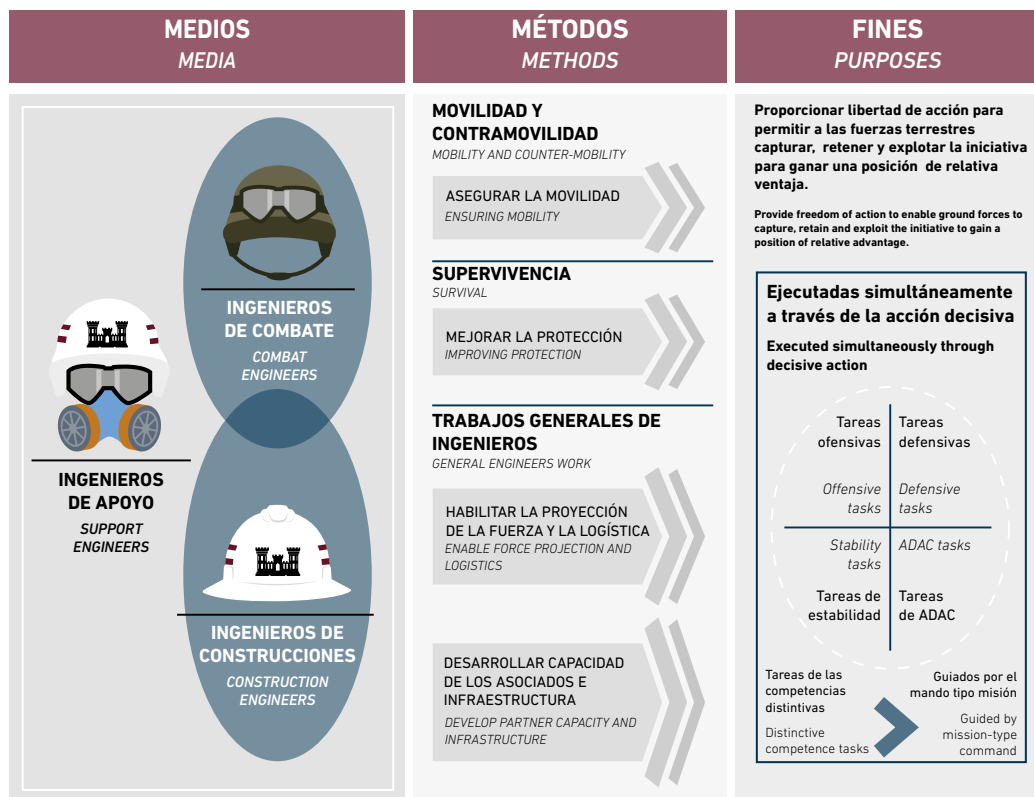 MEDIOS
MEDIA
INGENIEROS
DE COMBATE
COMBAT
ENGINEERS
INGENIEROS
DE APOYO
SUPPORT
ENGINEERS
INGENIEROS DE
CONSTRUCCIONES
CONSTRUCTION
ENGINEERS
MÉTODOS
METHODS
MOVILIDAD Y
CONTRAMOVILIDAD
MOBILITY AND COUNTER-MOBILITY
ASEGURAR LA MOVILIDAD
ENSURING MOBILITY
SUPERVIVENCIA
SURVIVAL
MEJORAR LA PROTECCIÓN
IMPROVING PROTECTION
TRABAJOS GENERALES DE
INGENIEROS
GENERAL ENGINEERS WORK
HABILITAR LA PROYECCIÓN
DE LA FUERZA Y LA LOGÍSTICA
ENABLE FORCE PROJECTION AND
LOGISTICS
DESARROLLAR CAPACIDAD
DE LOS ASOCIADOS E
INFRAESTRUCTURA
DEVELOP PARTNER CAPACITY AND
INFRASTRUCTURE
FINES
PURPOSES
Proporcionar libertad de acción para
permitir a las fuerzas terrestres
capturar, retener y explotar la iniciativa
para ganar una posición de relativa
ventaja.
Provide freedom of action to enable ground forces to
capture, retain and exploit the initiative to gain a
position of relative advantage.
Ejecutadas simultáneamente
a través de la acción decisiva
Executed simultaneously through
decisive action
Tareas
ofensivas
Tareas
defensivas
Offensive
tasks
Defensive
tasks
Stability
tasks
ADAC tasks
Tareas de
estabilidad
Tareas
de ADAC
Tareas de las
competencias
distintivas
Distinctive
competence tasks
Guiados por el
mando tipo misión
Guided by
mission-type
command